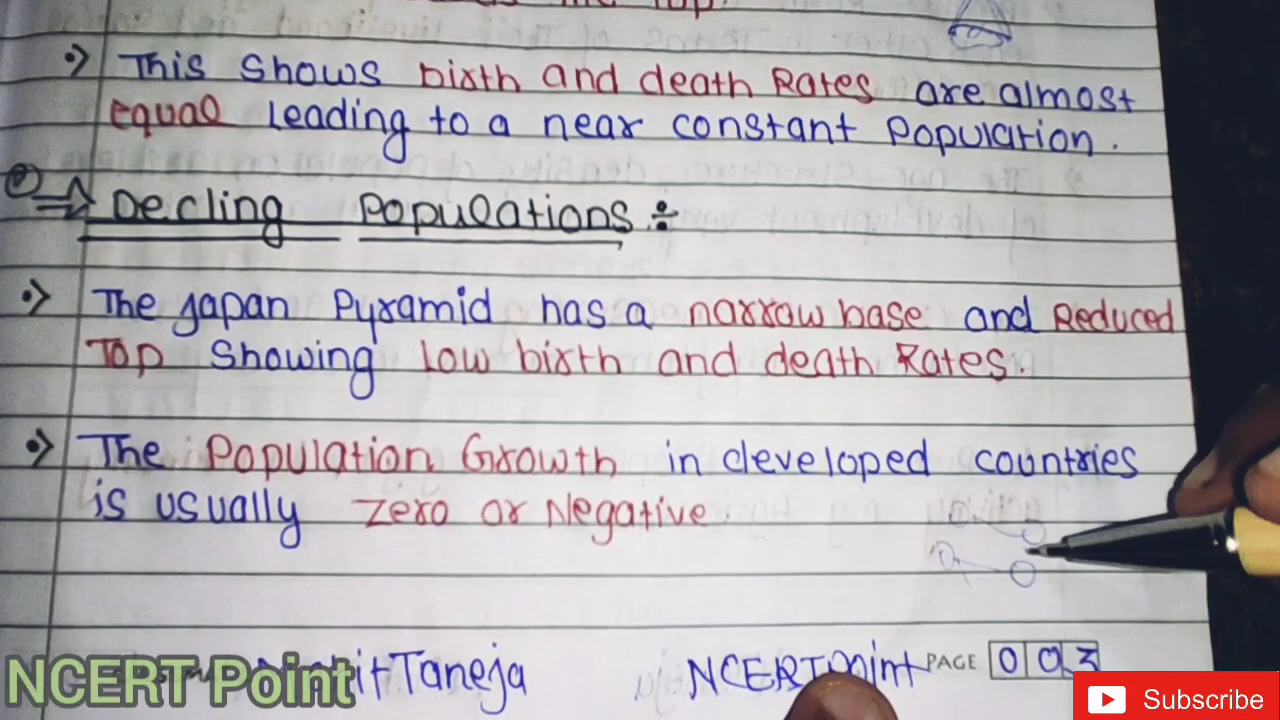 •> This shows birth and death Rates are almost
equal Leading to a near constant Population.
② => Decling Populations ÷
•> The Japan Pyramid has a narrow base and Reduced
Top showing Low birth and death Rates.
•> The Population Growth in developed countries
is usually zero or Negative
NCERT Point
Taneja
NCERTPoint
PAGE 003
Subscribe